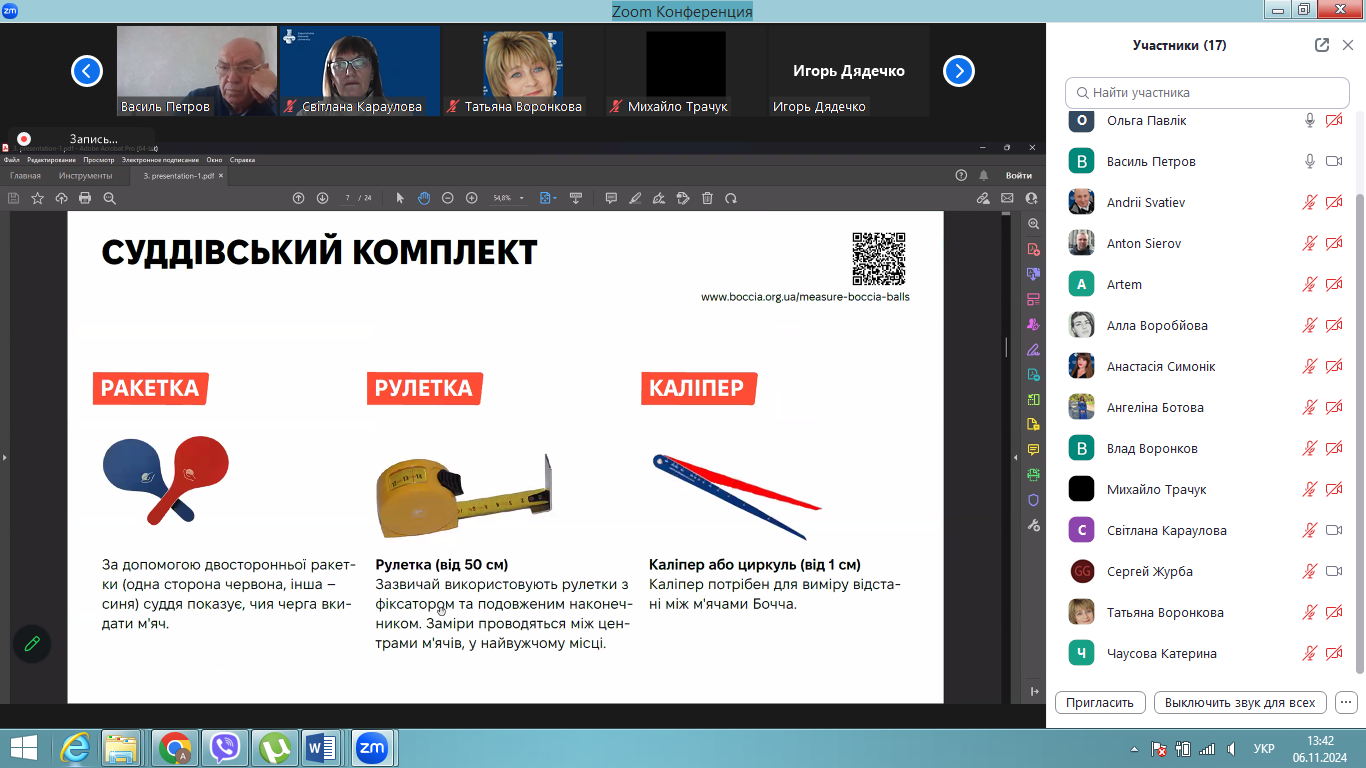 zm
Zoom Конференция
Василь Петров
Світлана Караулова
Татьяна Воронкова
Михайло Трачук
Игорь Дядечко
Игорь Дядечко
Запись...
Файл Редактирование Просмотр Электронное подписание Окно Справка
Главная Инструменты 3. presentation-1.pdf × Войти
7 / 24 54,8%
СУДДІВСЬКИЙ КОМПЛЕКТ
www.boccia.org.ua/measure-boccia-balls
РАКЕТКА
За допомогою двосторонньої ракет-
ки (одна сторона червона, інша –
синя) суддя показує, чия черга вки-
дати м'яч.
РУЛЕТКА
Рулетка (від 50 см)
Зазвичай використовують рулетки з
фіксатором та подовженим наконеч-
ником. Заміри проводяться між цен-
трами м'ячів, у найвужчому місці.
КАЛІПЕР
Каліпер або циркуль (від 1 см)
Каліпер потрібен для виміру відста-
ні між м'ячами Бочча.
Участники (17)
Найти участника
О Ольга Павлік
В Василь Петров
Andrii Svatiev
Anton Sierov
A Artem
Алла Воробйова
Анастасія Симонік
Ангеліна Ботова
В Влад Воронков
Михайло Трачук
С Світлана Караулова
GG Сергей Журба
Татьяна Воронкова
Ч Чаусова Катерина
Пригласить Выключить звук для всех ...
W zm УКР
13:42
06.11.2024